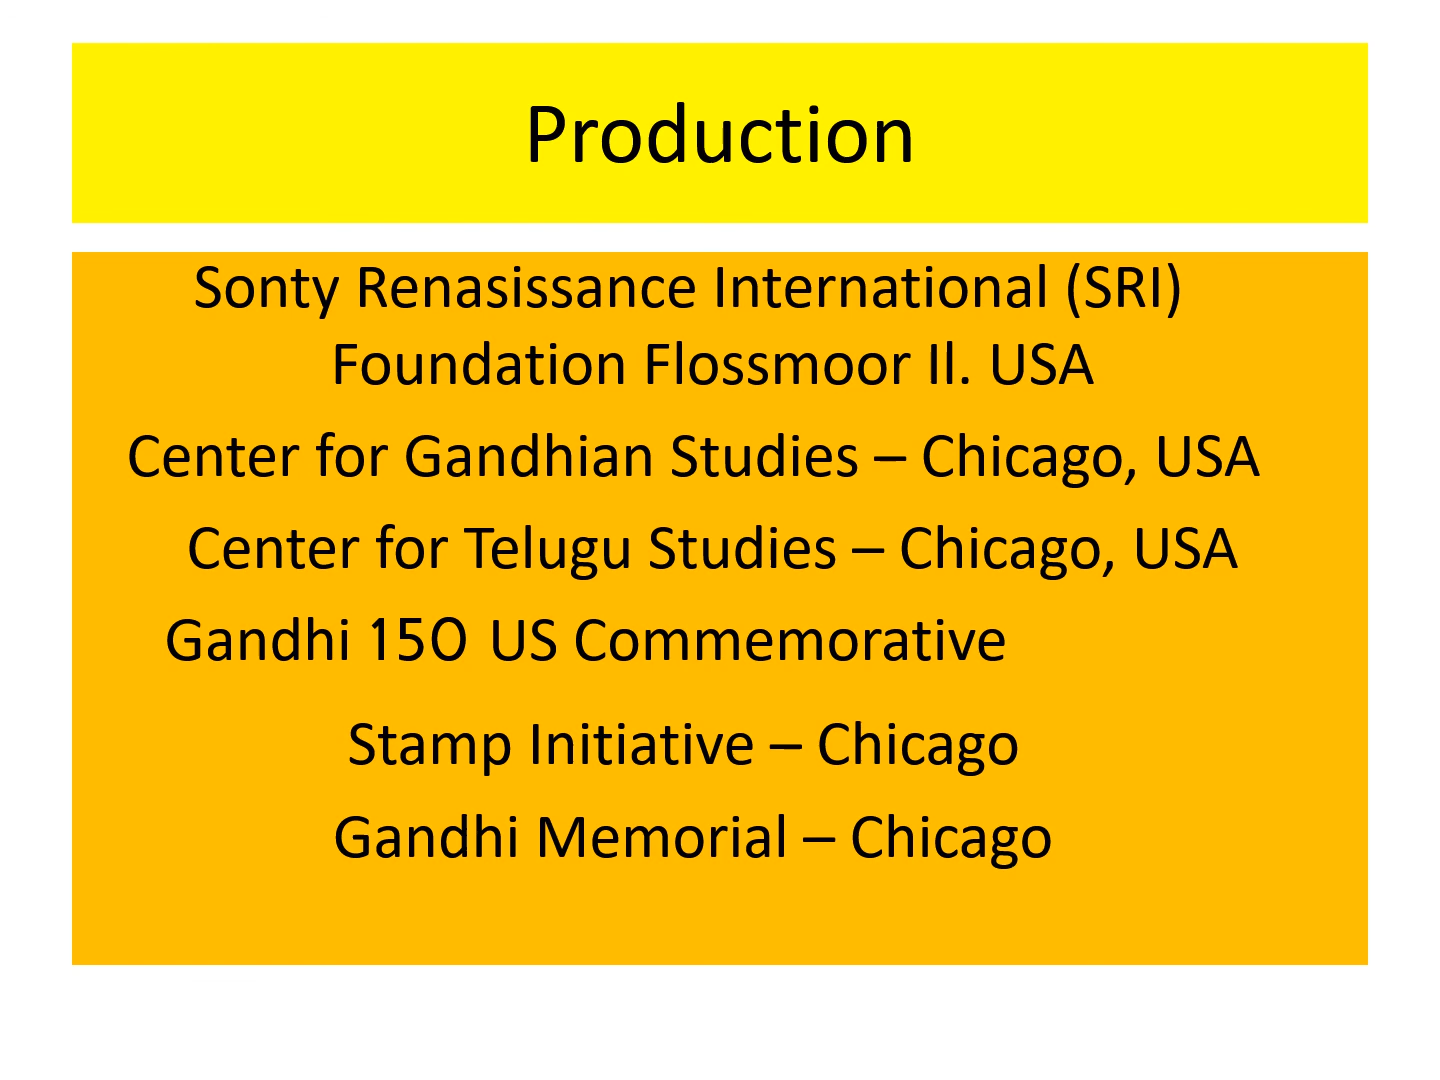 Production
Sonty Renasissance International (SRI)
Foundation Flossmoor Il. USA
Center for Gandhian Studies – Chicago, USA
Center for Telugu Studies – Chicago, USA
Gandhi 150 US Commemorative
Stamp Initiative – Chicago
Gandhi Memorial – Chicago